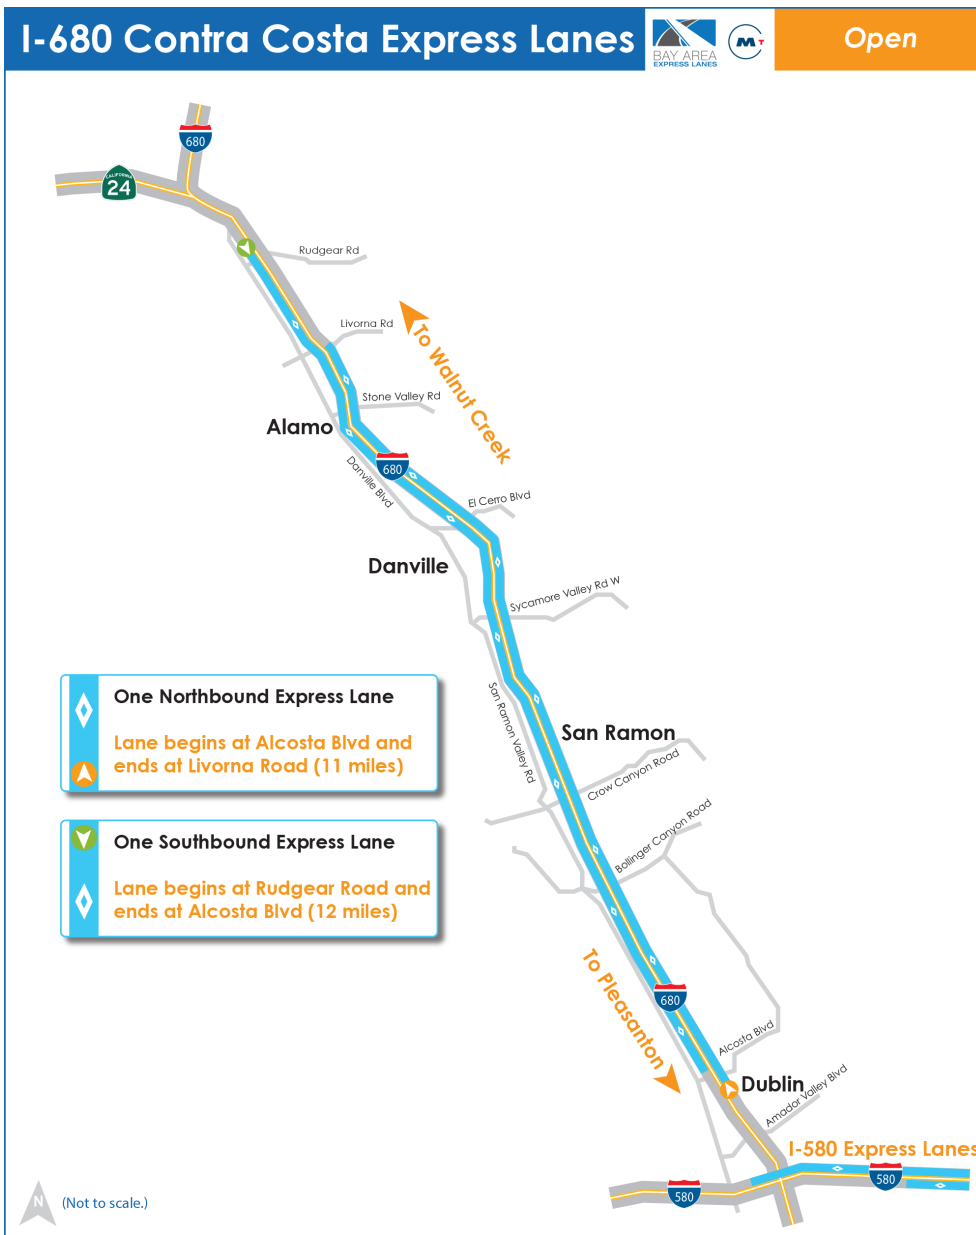 I-680 Contra Costa Express Lanes
BAY AREA
EXPRESS LANES
MT
Open
680
CALIFORNIA
24
Rudgear Rd
Livorna Rd
To Walnut Creek
Stone Valley Rd
Alamo
680
Danville Blvd
El Cerro Blvd
Danville
Sycamore Valley Rd W
One Northbound Express Lane
Lane begins at Alcosta Blvd and
ends at Livorna Road (11 miles)
San Ramon Valley Rd
San Ramon
Crow Canyon Road
Bollinger Canyon Road
One Southbound Express Lane
Lane begins at Rudgear Road and
ends at Alcosta Blvd (12 miles)
To Pleasanton
680
Alcosta Blvd
Dublin
Amador Valley Blvd
I-580 Express Lanes
580
580
N
(Not to scale.)